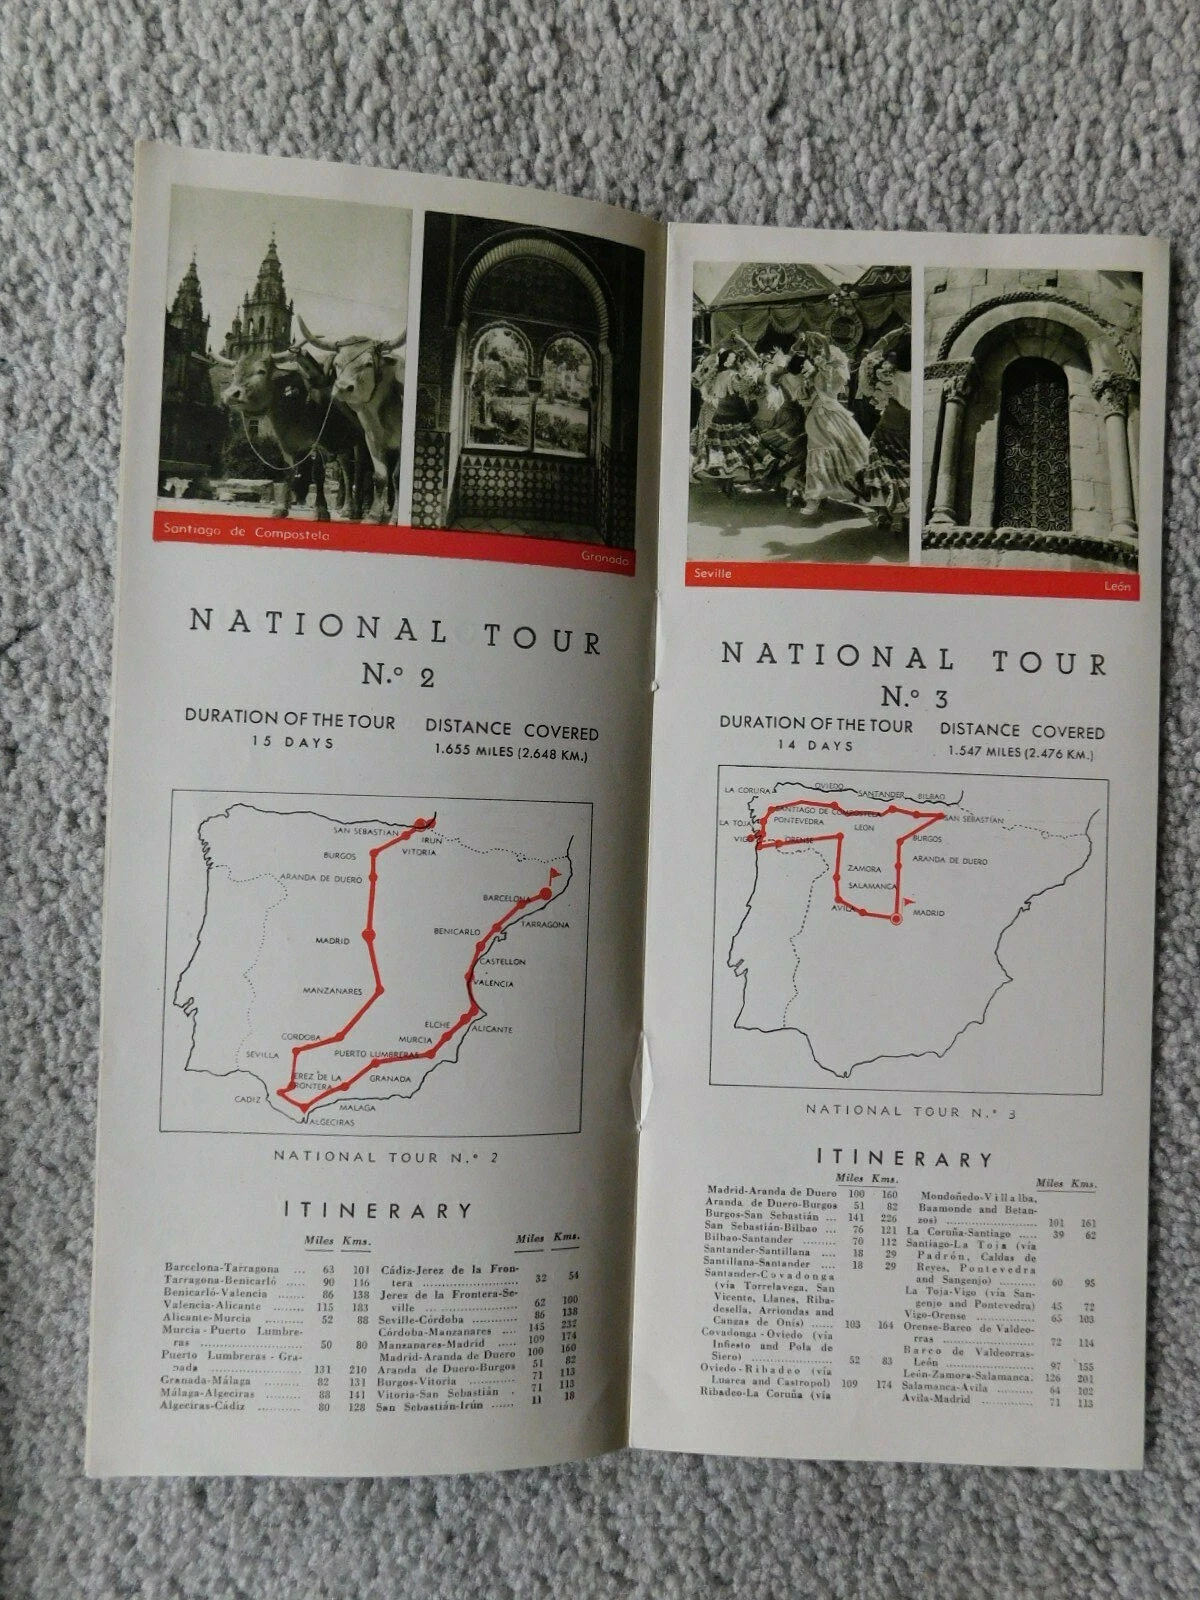 Santiago de Compostela
Granada
NATIONAL TOUR
N.º 2
DURATION OF THE TOUR
15 DAYS
DISTANCE COVERED
1.655 MILES (2.648 KM.)
SAN SEBASTIAN
IRUN
VITORIA
BURGOS
ARANDA DE DUERO
BARCELONA
TARRAGONA
BENICARLO
MADRID
CASTELLON
VALENCIA
MANZANARES
ELCHE
ALICANTE
CORDOBA
MURCIA
SEVILLA
PUERTO LUMBRERAS
JEREZ DE LA
FRONTERA
GRANADA
CADIZ
MALAGA
ALGECIRAS
NATIONAL TOUR N.º 2
ITINERARY
Miles Kms.
Barcelona-Tarragona 63 101
Tarragona-Benicarló ..... 90 146
Benicarló-Valencia ....... 86 138
Valencia-Alicante ........ 115 183
Alicante-Murcia ........... 52 88
Murcia - Puerto Lumbre-
ras ........................ 50 80
Puerto Lumbreras - Gra-
nada ..................... 131 210
Granada-Málaga ......... 82 131
Málaga-Algeciras ......... 88 141
Algeciras-Cádiz ........... 80 128
Miles Kms.
Cádiz-Jerez de la Fron-
tera ........................ 32 54
Jerez de la Frontera-Se-
ville ....................... 62 100
Seville-Córdoba ........... 86 138
Córdoba-Manzanares .... 145 232
Manzanares-Madrid ...... 109 174
Madrid-Aranda de Duero 100 160
Aranda de Duero-Burgos 51 82
Burgos-Vitoria ............. 71 113
Vitoria-San Sebastián . 71 113
San Sebastián-Irún ...... 11 18
Seville
León
NATIONAL TOUR
N.º 3
DURATION OF THE TOUR
14 DAYS
DISTANCE COVERED
1.547 MILES (2.476 KM.)
LA CORUÑA
OVIEDO
SANTANDER
BILBAO
SANTIAGO DE COMPOSTELA
SAN SEBASTIAN
LA TOJA
PONTEVEDRA
LEON
VIGO
ORENSE
BURGOS
ARANDA DE DUERO
ZAMORA
SALAMANCA
AVILA
MADRID
NATIONAL TOUR N.º 3
ITINERARY
Miles Kms.
Madrid-Aranda de Duero 100 160
Aranda de Duero-Burgos 51 82
Burgos-San Sebastián ... 141 226
San Sebastián-Bilbao ... 76 121
Bilbao-Santander ......... 70 112
Santander-Santillana .... 18 29
Santillana-Santander .... 18 29
Santander-Covadonga
(vía Torrelavega, San
Vicente, Llanes, Riba-
desella, Arriondas and
Cangas de Onís) ...... 103 164
Covadonga - Oviedo (vía
Infiesto and Pola de
Siero) ..................... 52 83
Oviedo-Ribadeo (vía
Luarca and Castropol) 109 174
Ribadeo-La Coruña (vía
Miles Kms.
Mondoñedo-Villalba,
Baamonde and Betan-
zos) ....................... 101 161
La Coruña-Santiago ..... 39 62
Santiago-La Toja (vía
Padrón, Caldas de
Reyes, Pontevedra
and Sangenjo) ......... 60 95
La Toja-Vigo (vía San-
genjo and Pontevedra) 45 72
Vigo-Orense ................ 65 103
Orense-Barco de Valdeo-
rras ........................ 72 114
Barco de Valdeorras-
León ...................... 97 155
León-Zamora-Salamanca. 126 201
Salamanca-Avila .......... 64 102
Avila-Madrid ............... 71 113